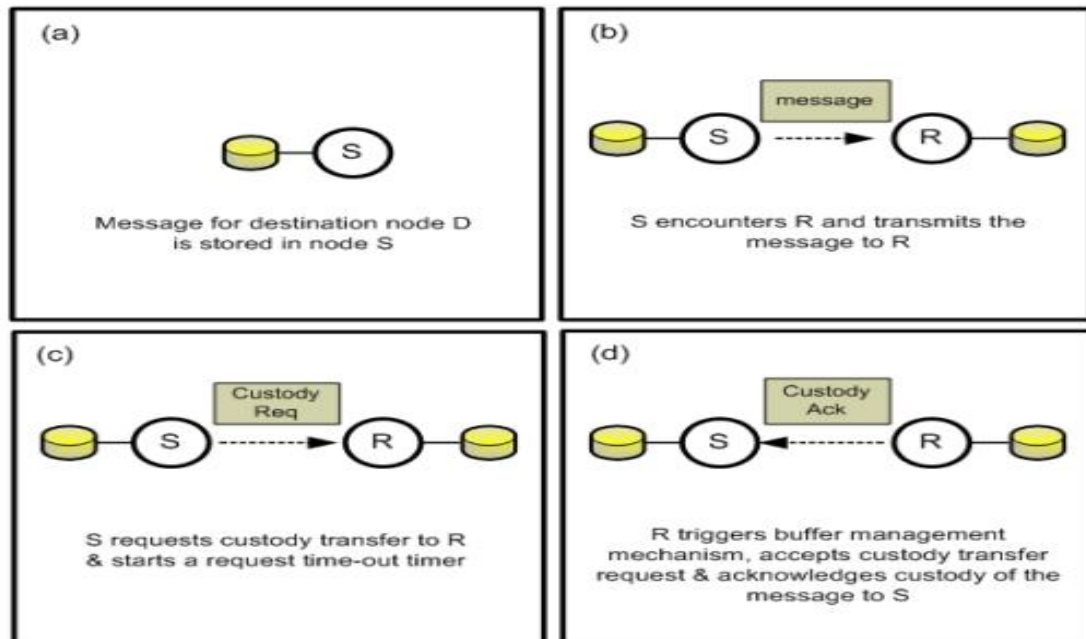 (a)
S
Message for destination node D
is stored in node S
(b)
message
S
R
S encounters R and transmits the
message to R
(c)
Custody
Req
S
R
S requests custody transfer to R
& starts a request time-out timer
(d)
Custody
Ack
S
R
R triggers buffer management
mechanism, accepts custody transfer
request & acknowledges custody of the
message to S